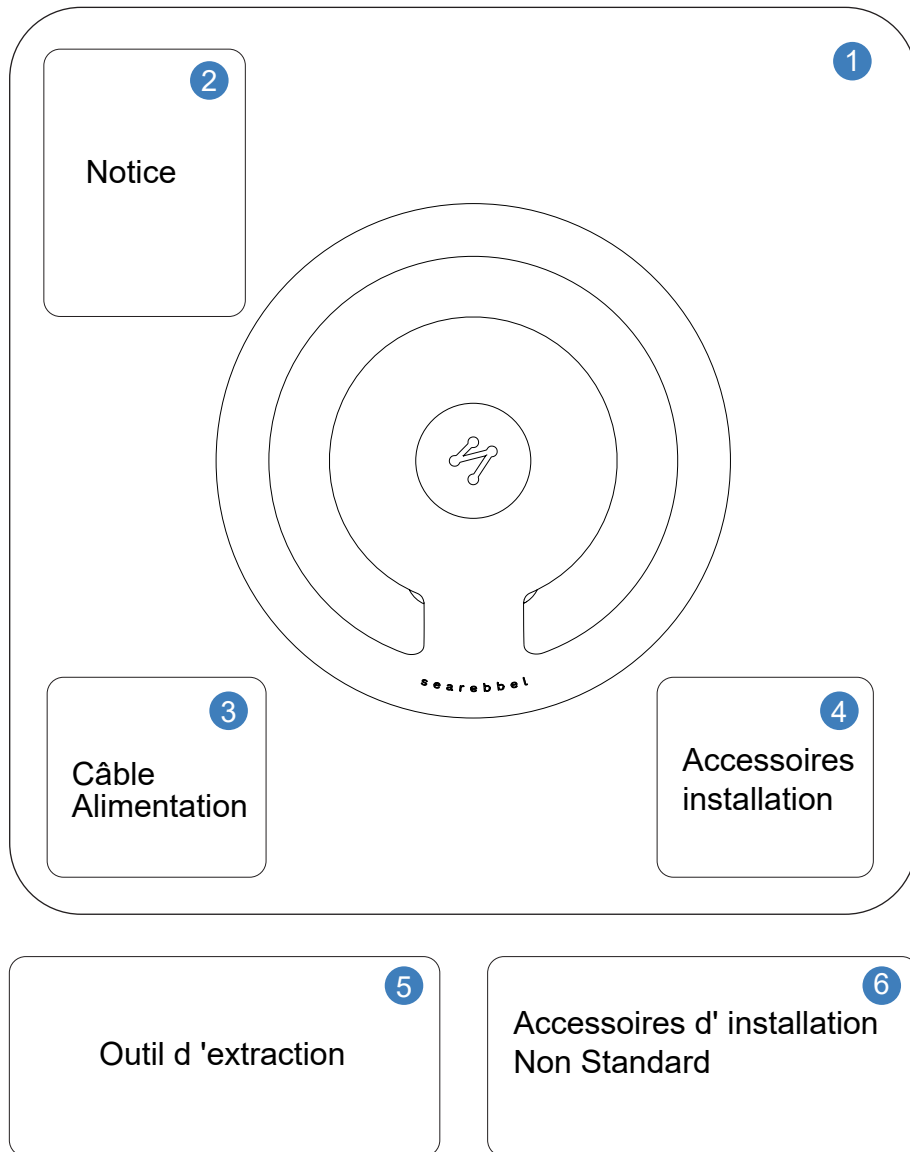 1
2
Notice
searebbel
3
Câble
Alimentation
4
Accessoires
installation
5
Outil d 'extraction
6
Accessoires d' installation
Non Standard